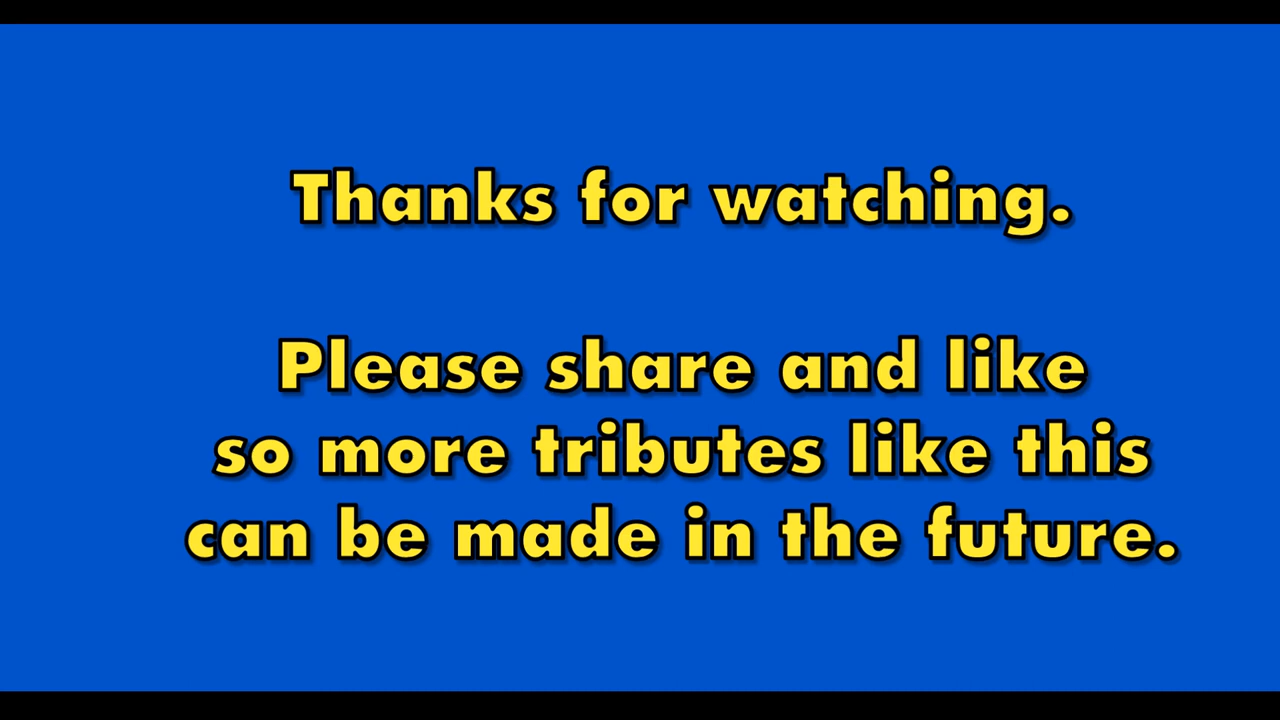 Thanks for watching.
Please share and like
so more tributes like this
can be made in the future.